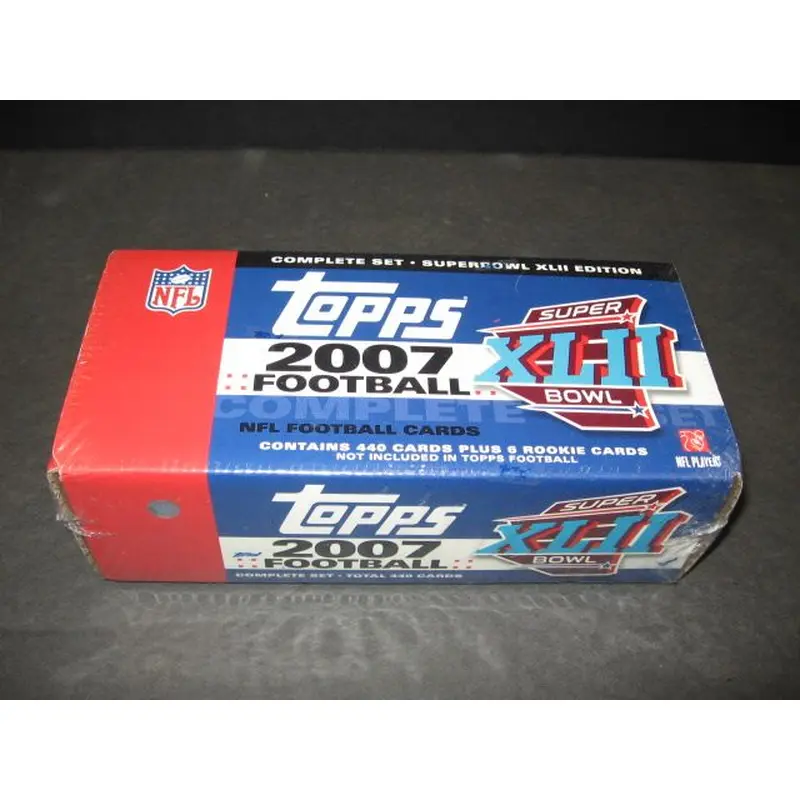 COMPLETE SET • SUPERBOWL XLII EDITION
NFL
Topps
2007
FOOTBALL
COMPLETE SET
NFL FOOTBALL CARDS
CONTAINS 440 CARDS PLUS 6 ROOKIE CARDS
NOT INCLUDED IN TOPPS FOOTBALL
SUPER
XLII
BOWL
NFL PLAYERS
Topps
2007
FOOTBALL
COMPLETE SET • TOTAL 440 CARDS
SUPER
XLII
BOWL